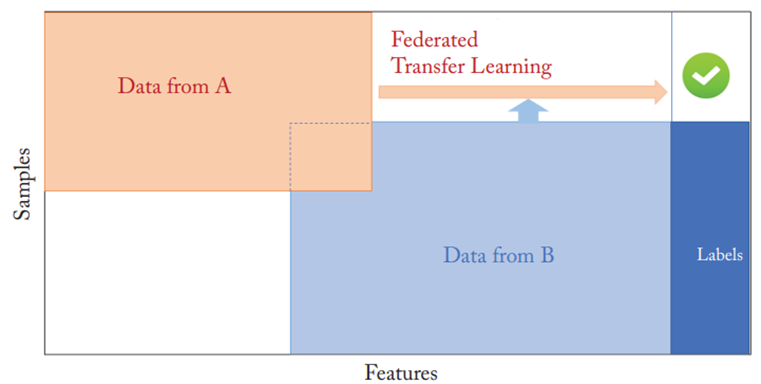 Federated
Transfer Learning
Data from A
Samples
Data from B
Labels
Features